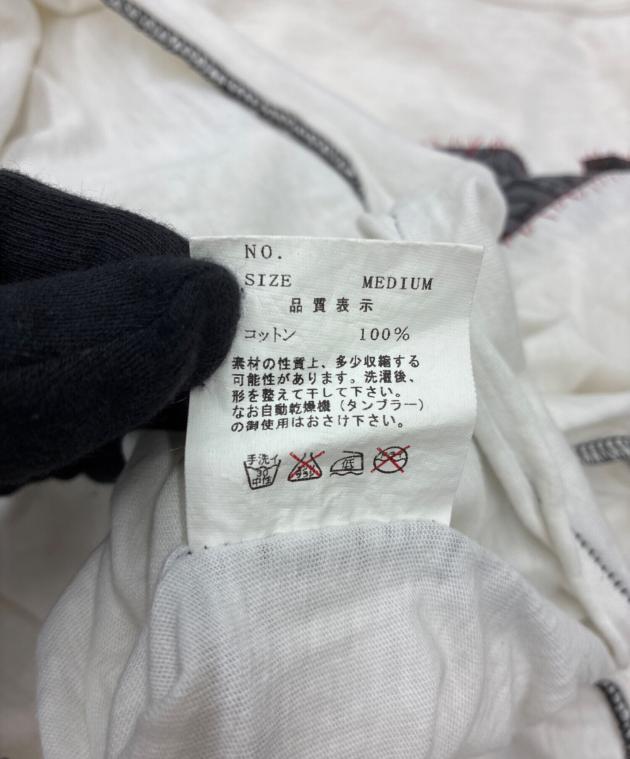 NO.
SIZE MEDIUM
品質表示
コットン 100%
素材の性質上、多少収縮する
可能性があります。洗濯後、
形を整えて干して下さい。
なお自動乾燥機（タンブラー）
の御使用はおさけ下さい。
手洗イ
30
中性